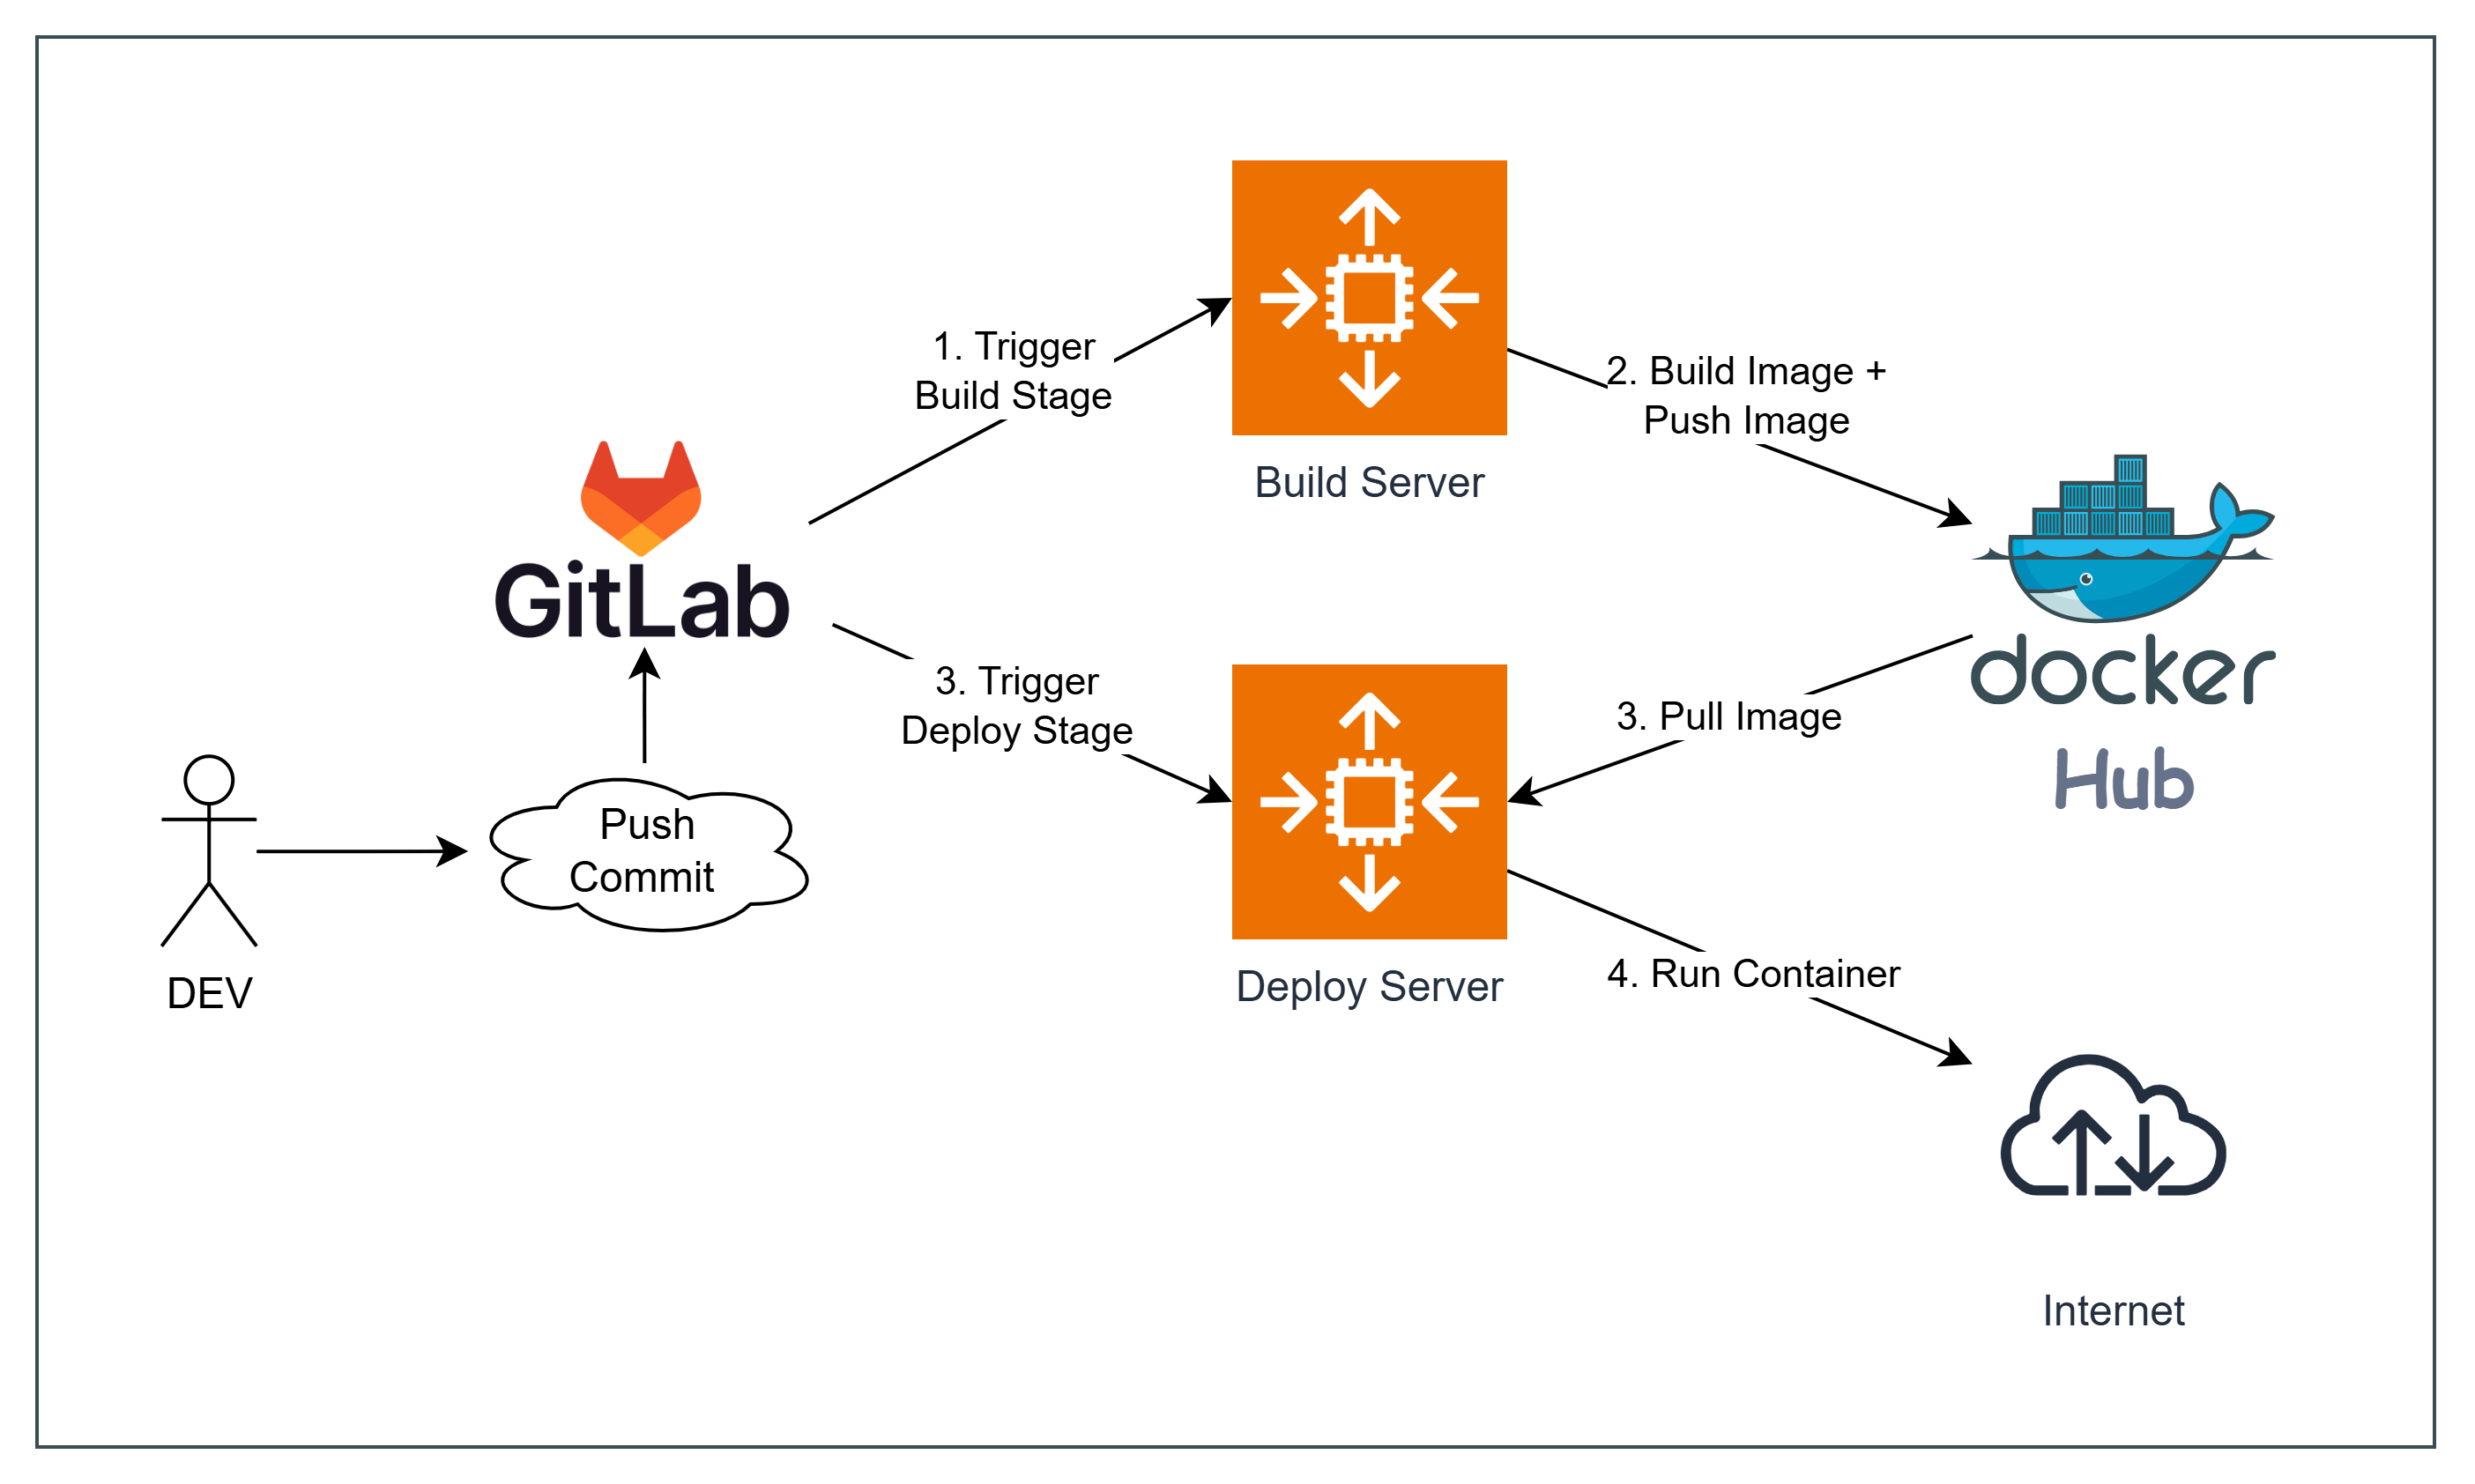 1. Trigger
Build Stage
2. Build Image +
Push Image
Build Server
GitLab
3. Trigger
Deploy Stage
3. Pull Image
docker
Hub
Push
Commit
DEV
Deploy Server
4. Run Container
Internet